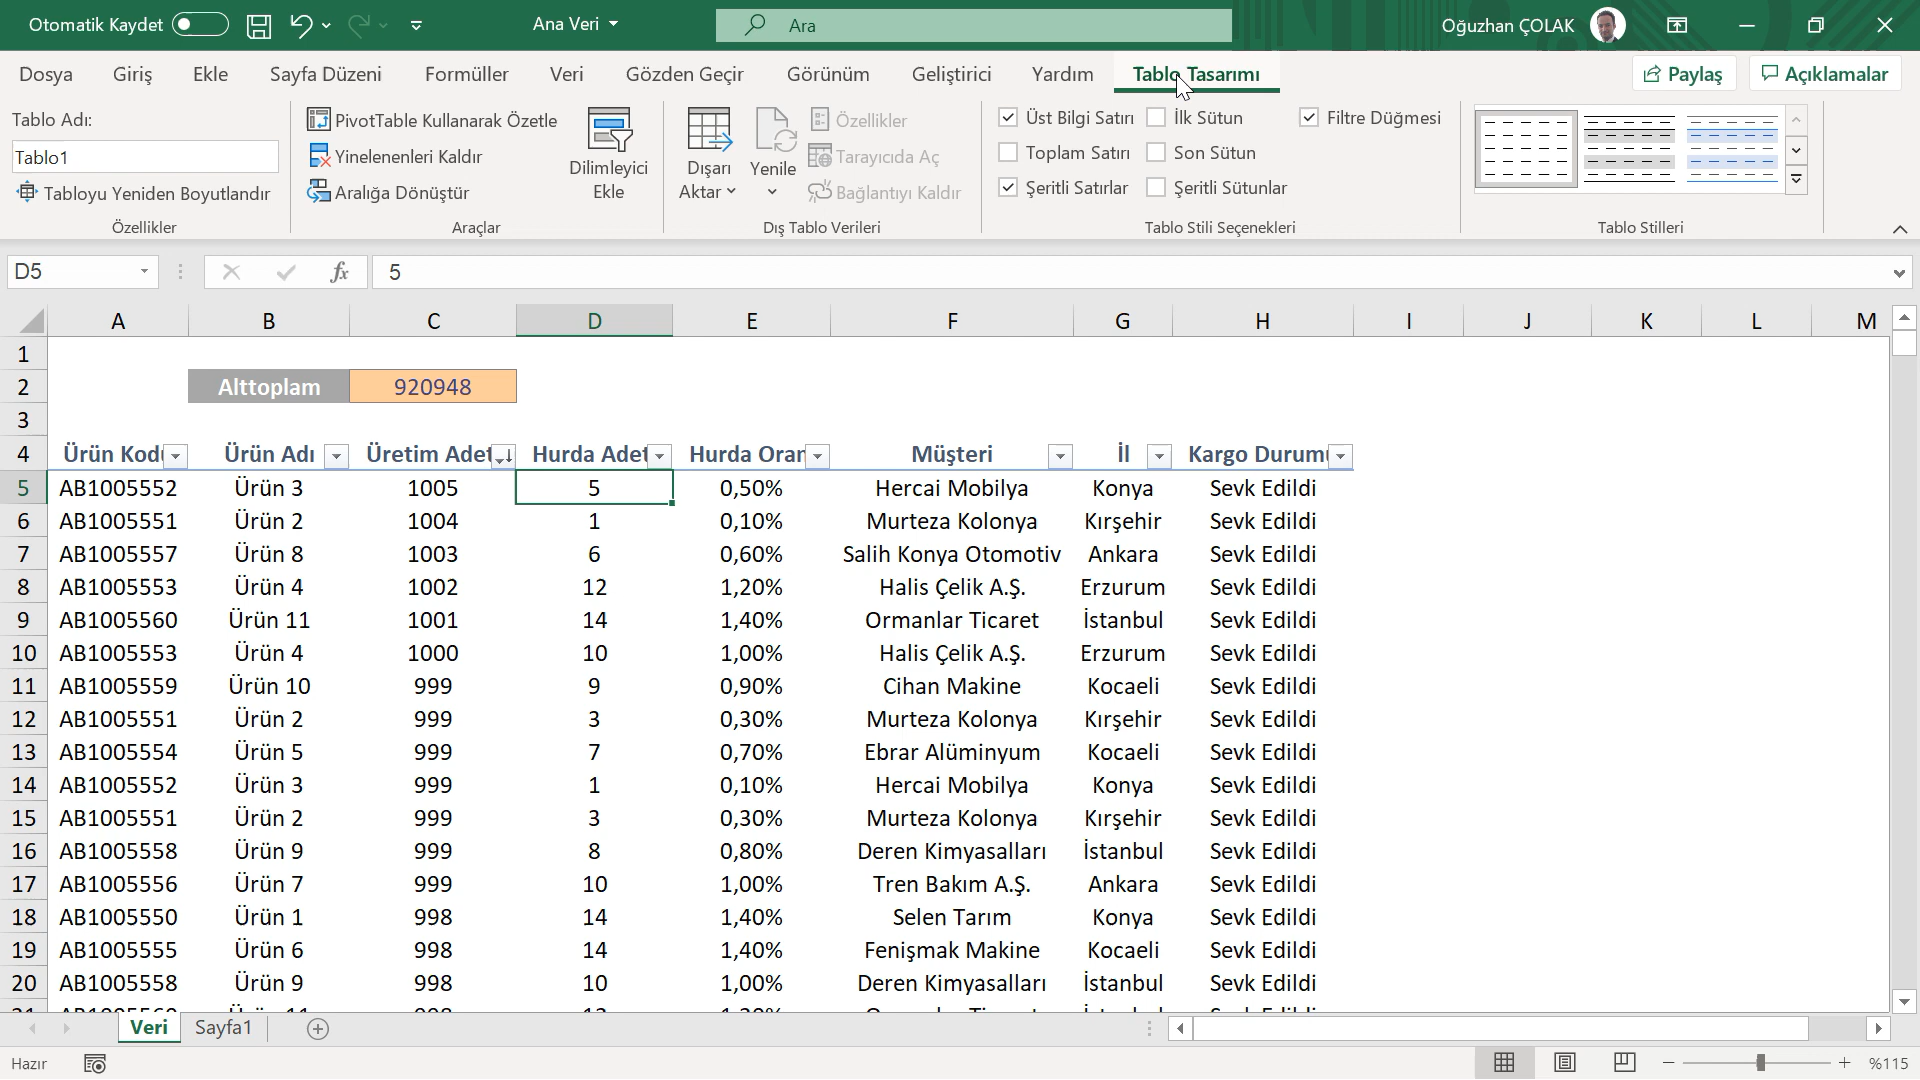 Otomatik Kaydet
Ana Veri
Ara
Oğuzhan ÇOLAK
Dosya Giriş Ekle Sayfa Düzeni Formüller Veri Gözden Geçir Görünüm Geliştirici Yardım Tablo Tasarımı Paylaş Açıklamalar
Tablo Adı:
Tablo1
Tabloyu Yeniden Boyutlandır
Özellikler
PivotTable Kullanarak Özetle
Yinelenenleri Kaldır
Aralığa Dönüştür
Dilimleyici
Ekle
Araçlar
Dışarı
Aktar
Yenile
Özellikler
Tarayıcıda Aç
Bağlantıyı Kaldır
Dış Tablo Verileri
Üst Bilgi Satırı İlk Sütun Filtre Düğmesi
Toplam Satırı Son Sütun
Şeritli Satırlar Şeritli Sütunlar
Tablo Stili Seçenekleri
Tablo Stilleri
D5 fx 5
A B C D E F G H I J K L M
1
2 Alttoplam 920948
3
4 Ürün Kodu Ürün Adı Üretim Adet Hurda Adet Hurda Oran Müşteri İl Kargo Durumu
5 AB1005552 Ürün 3 1005 5 0,50% Hercai Mobilya Konya Sevk Edildi
6 AB1005551 Ürün 2 1004 1 0,10% Murteza Kolonya Kırşehir Sevk Edildi
7 AB1005557 Ürün 8 1003 6 0,60% Salih Konya Otomotiv Ankara Sevk Edildi
8 AB1005553 Ürün 4 1002 12 1,20% Halis Çelik A.Ş. Erzurum Sevk Edildi
9 AB1005560 Ürün 11 1001 14 1,40% Ormanlar Ticaret İstanbul Sevk Edildi
10 AB1005553 Ürün 4 1000 10 1,00% Halis Çelik A.Ş. Erzurum Sevk Edildi
11 AB1005559 Ürün 10 999 9 0,90% Cihan Makine Kocaeli Sevk Edildi
12 AB1005551 Ürün 2 999 3 0,30% Murteza Kolonya Kırşehir Sevk Edildi
13 AB1005554 Ürün 5 999 7 0,70% Ebrar Alüminyum Kocaeli Sevk Edildi
14 AB1005552 Ürün 3 999 1 0,10% Hercai Mobilya Konya Sevk Edildi
15 AB1005551 Ürün 2 999 3 0,30% Murteza Kolonya Kırşehir Sevk Edildi
16 AB1005558 Ürün 9 999 8 0,80% Deren Kimyasalları İstanbul Sevk Edildi
17 AB1005556 Ürün 7 999 10 1,00% Tren Bakım A.Ş. Ankara Sevk Edildi
18 AB1005550 Ürün 1 998 14 1,40% Selen Tarım Konya Sevk Edildi
19 AB1005555 Ürün 6 998 14 1,40% Fenişmak Makine Kocaeli Sevk Edildi
20 AB1005558 Ürün 9 998 10 1,00% Deren Kimyasalları İstanbul Sevk Edildi
Veri Sayfa1
Hazır
%115